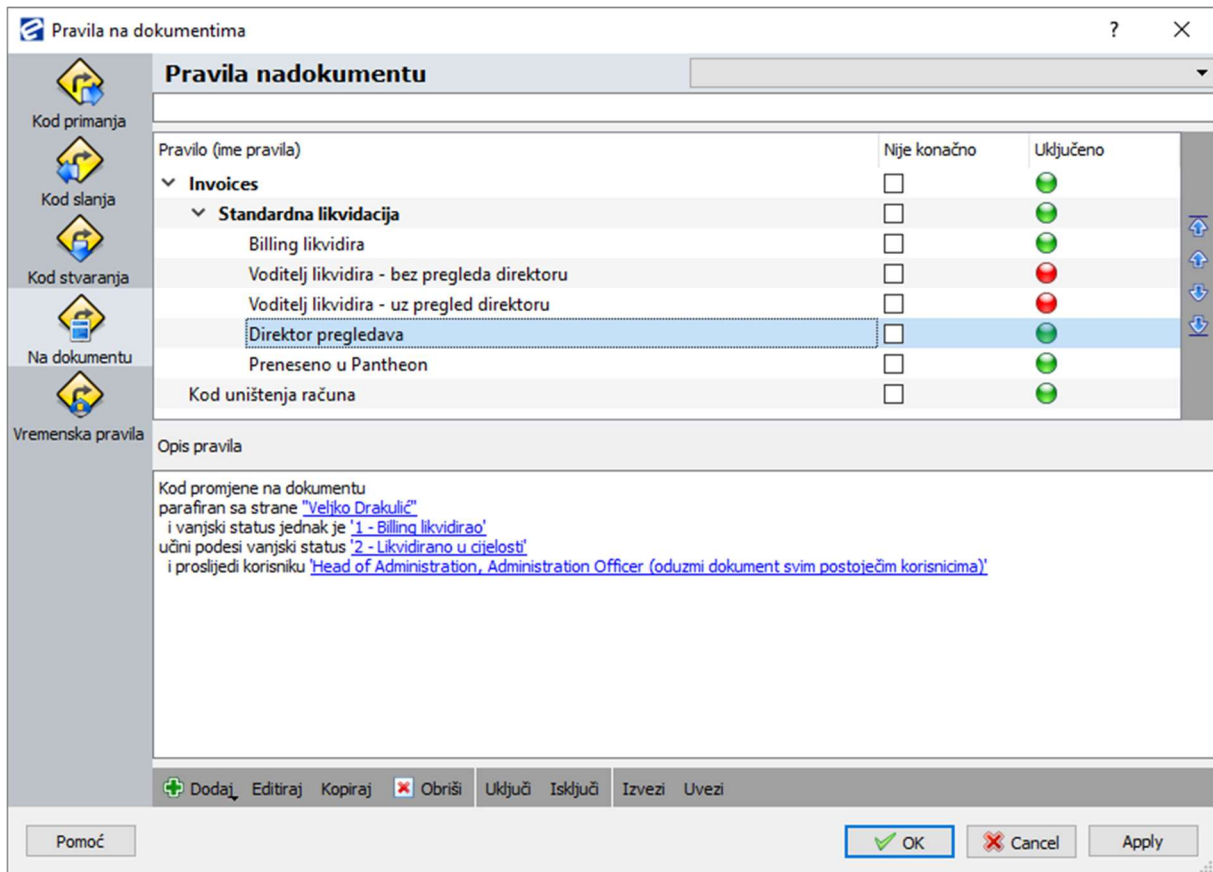 Pravila na dokumentima
?
Kod primanja
Kod slanja
Kod stvaranja
Na dokumentu
Vremenska pravila
Pravila nadokumentu
Pravilo (ime pravila) Nije konačno Uključeno
Invoices
Standardna likvidacija
Billing likvidira
Voditelj likvidira - bez pregleda direktoru
Voditelj likvidira - uz pregled direktoru
Direktor pregledava
Preneseno u Pantheon
Kod uništenja računa
Opis pravila
Kod promjene na dokumentu
parafiran sa strane "Veljko Drakulić"
i vanjski status jednak je '1 - Billing likvidirao'
učini podesi vanjski status '2 - Likvidirano u cijelosti'
i proslijedi korisniku 'Head of Administration, Administration Officer (oduzmi dokument svim postoječim korisnicima)'
Dodaj Editiraj Kopiraj Obriši Uključi Isključi Izvezi Uvezi
Pomoć OK Cancel Apply